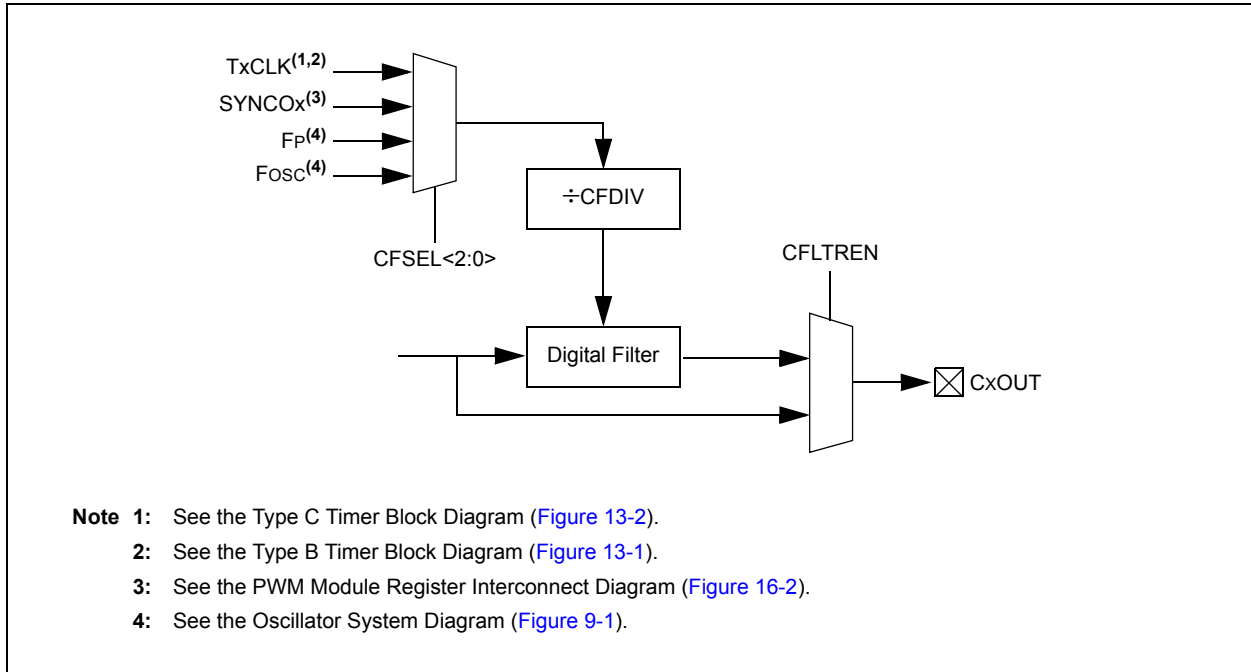 TxCLK(1,2)
SYNCOx(3)
FP(4)
FOSC(4)
÷CFDIV
CFSEL<2:0>
CFLTREN
Digital Filter
CxOUT
Note 1: See the Type C Timer Block Diagram (Figure 13-2).
2: See the Type B Timer Block Diagram (Figure 13-1).
3: See the PWM Module Register Interconnect Diagram (Figure 16-2).
4: See the Oscillator System Diagram (Figure 9-1).